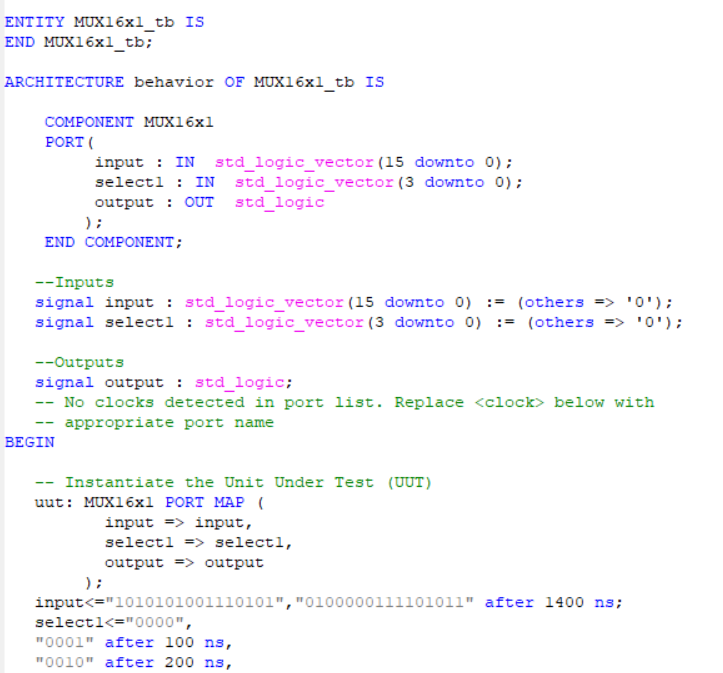 ENTITY MUX16x1_tb IS
END MUX16x1_tb;
ARCHITECTURE behavior OF MUX16x1_tb IS
COMPONENT MUX16x1
PORT(
input : IN std_logic_vector(15 downto 0);
select1 : IN std_logic_vector(3 downto 0);
output : OUT std_logic
);
END COMPONENT;
--Inputs
signal input : std_logic_vector(15 downto 0) := (others => '0');
signal select1 : std_logic_vector(3 downto 0) := (others => '0');
--Outputs
signal output : std_logic;
-- No clocks detected in port list. Replace <clock> below with
-- appropriate port name
BEGIN
-- Instantiate the Unit Under Test (UUT)
uut: MUX16x1 PORT MAP (
input => input,
select1 => select1,
output => output
);
input<="1010101001110101","0100000111101011" after 1400 ns;
select1<="0000",
"0001" after 100 ns,
"0010" after 200 ns,